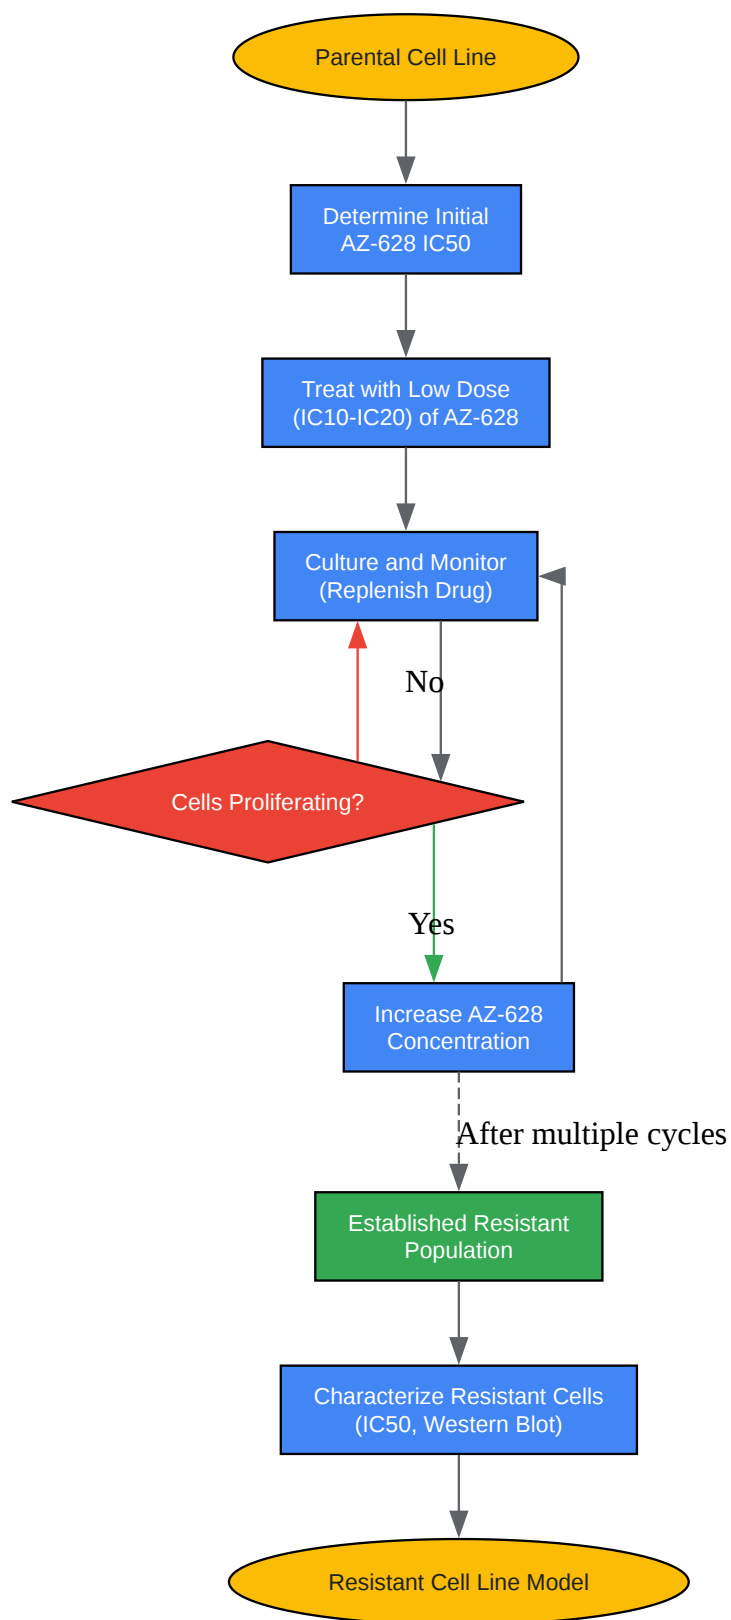 Parental Cell Line
Determine Initial
AZ-628 IC50
Treat with Low Dose
(IC10-IC20) of AZ-628
Culture and Monitor
(Replenish Drug)
No
Cells Proliferating?
Yes
Increase AZ-628
Concentration
After multiple cycles
Established Resistant
Population
Characterize Resistant Cells
(IC50, Western Blot)
Resistant Cell Line Model